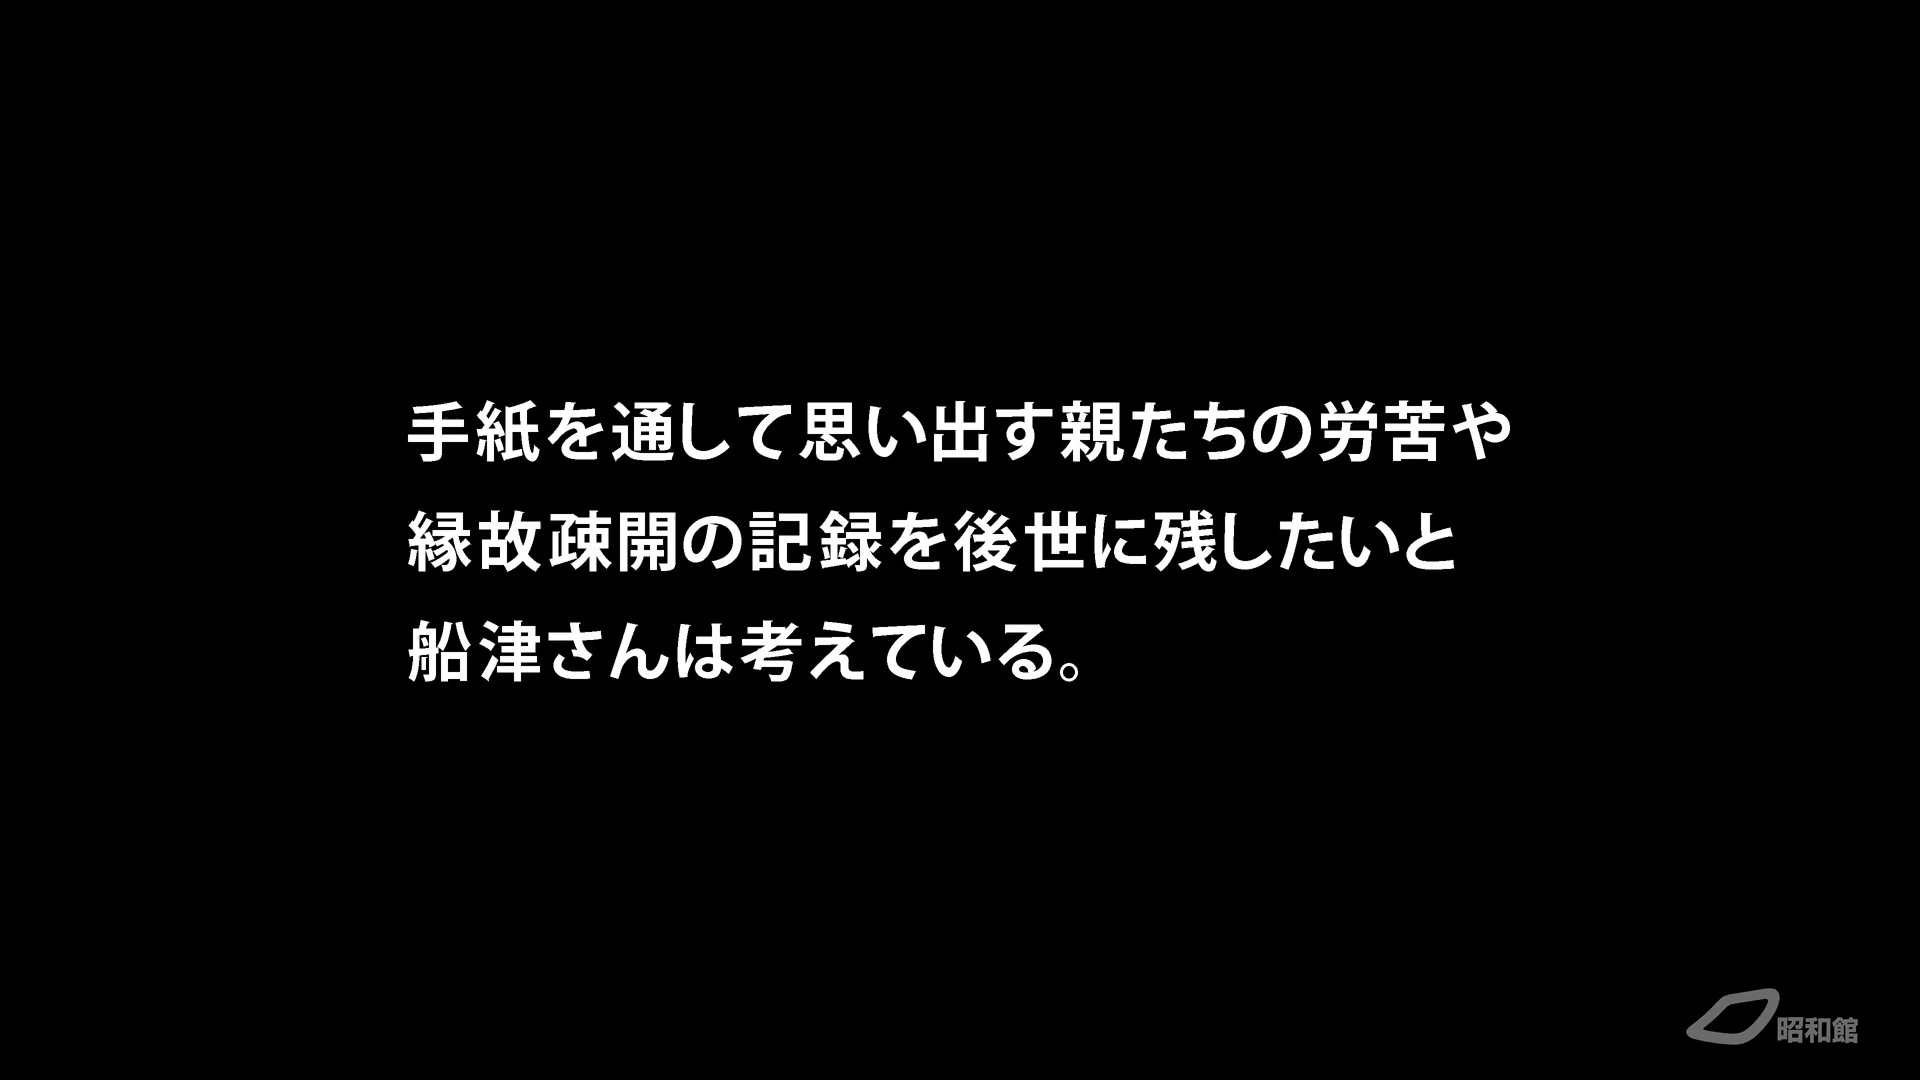 手紙を通して思い出す親たちの労苦や
縁故疎開の記録を後世に残したいと
船津さんは考えている。
昭和館